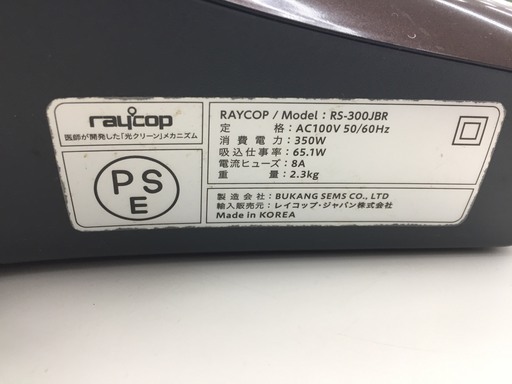 raycop
医師が開発した「光クリーン」メカニズム
PS
E
RAYCOP / Model : RS-300JBR
定格 : AC100V 50/60Hz
消費電力 : 350W
吸込仕事率 : 65.1W
電流ヒューズ : 8A
重量 : 2.3kg
製造会社 : BUKANG SEMS CO., LTD
輸入販売元 : レイコップ・ジャパン株式会社
Made in KOREA